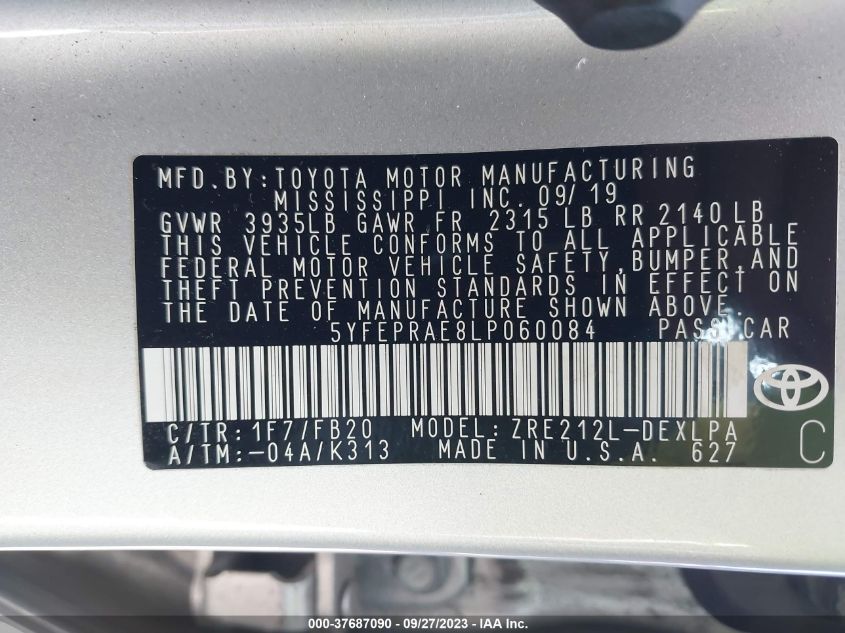 MFD.BY:TOYOTA MOTOR MANUFACTURING
MISSISSIPPI INC. 09/19
GVWR 3935LB GAWR FR 2315 LB RR 2140 LB
THIS VEHICLE CONFORMS TO ALL APPLICABLE
FEDERAL MOTOR VEHICLE SAFETY,BUMPER,AND
THEFT PREVENTION STANDARDS IN EFFECT ON
THE DATE OF MANUFACTURE SHOWN ABOVE.
5YFEPRAE8LP060084 PASS CAR
C/TR:1F7/FB20 MODEL:ZRE212L-DEXLPA
A/TM:-04A/K313 MADE IN U.S.A. 627
C
000-37687090 - 09/27/2023 - IAA Inc.